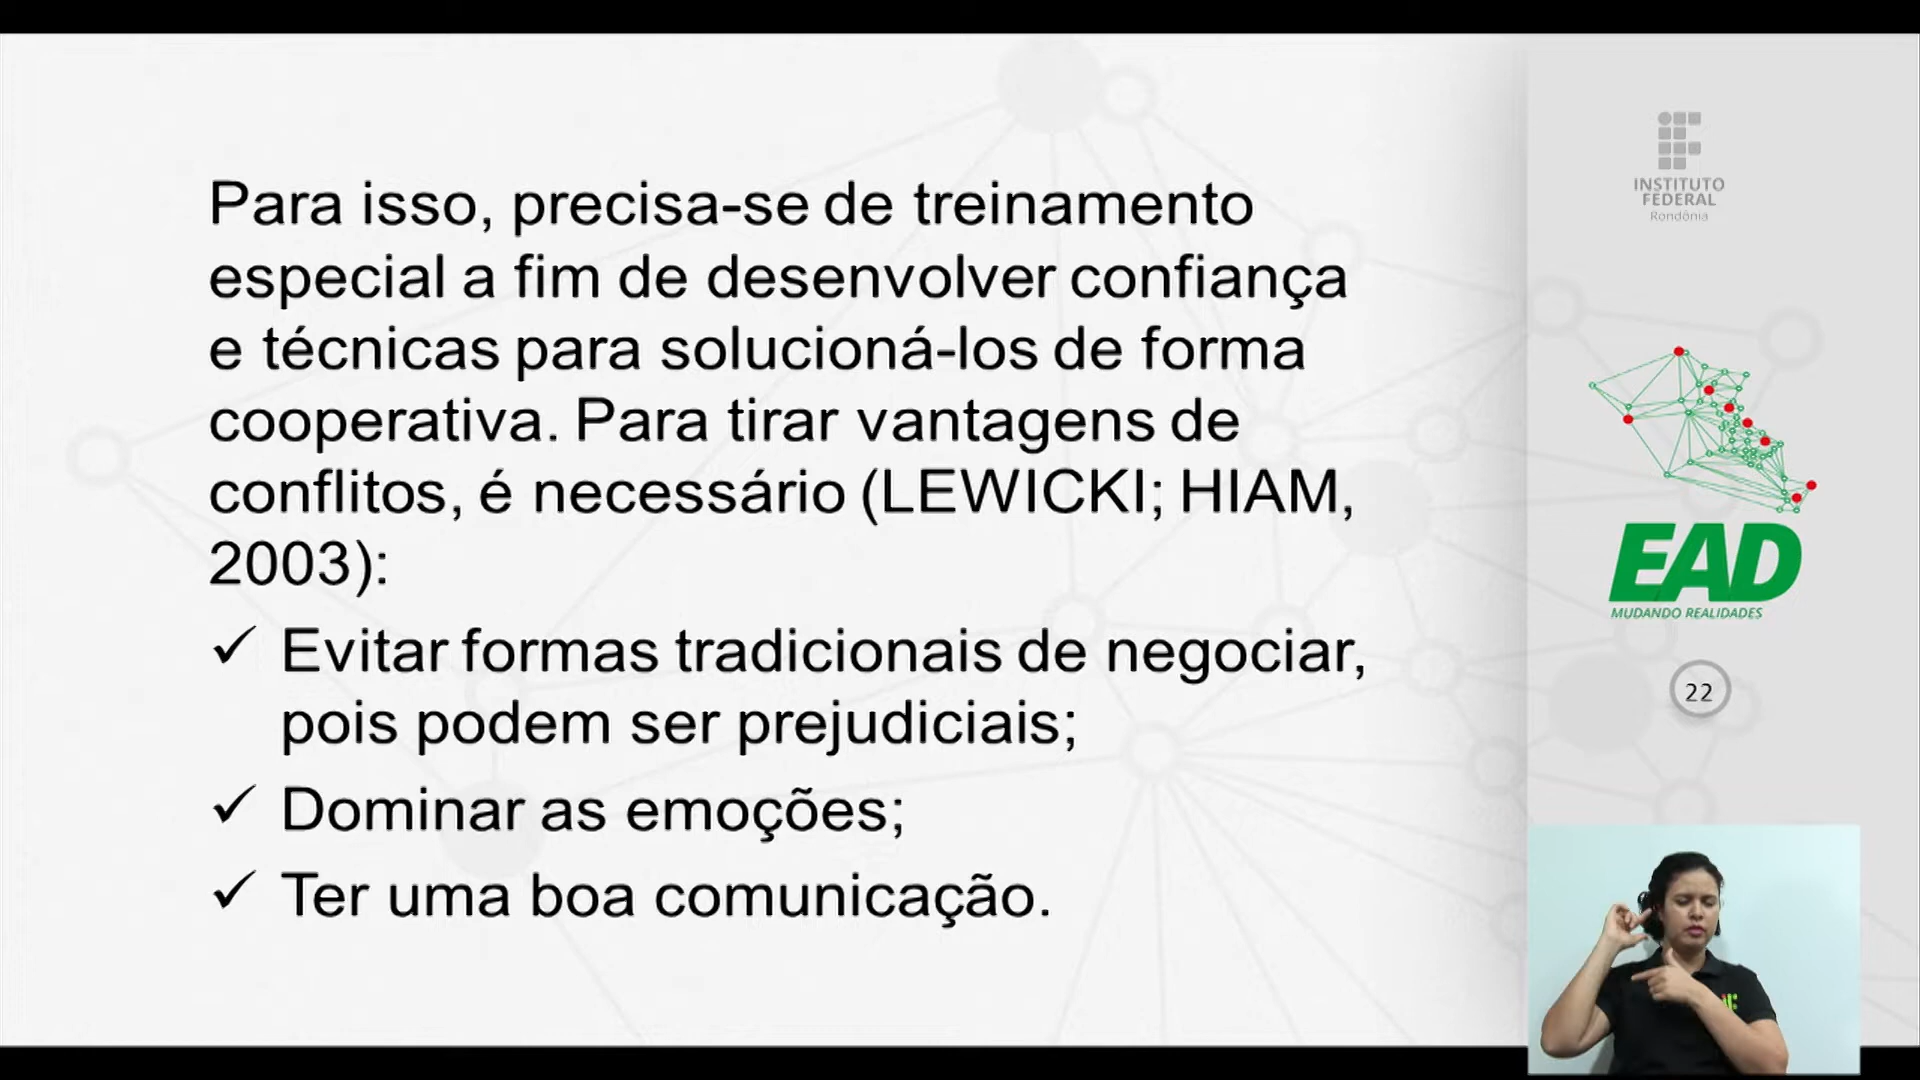 Para isso, precisa-se de treinamento
especial a fim de desenvolver confiança
e técnicas para solucioná-los de forma
cooperativa. Para tirar vantagens de
conflitos, é necessário (LEWICKI; HIAM,
2003):
✓ Evitar formas tradicionais de negociar,
pois podem ser prejudiciais;
✓ Dominar as emoções;
✓ Ter uma boa comunicação.
INSTITUTO
FEDERAL
Rondônia
EAD
MUDANDO REALIDADES
22